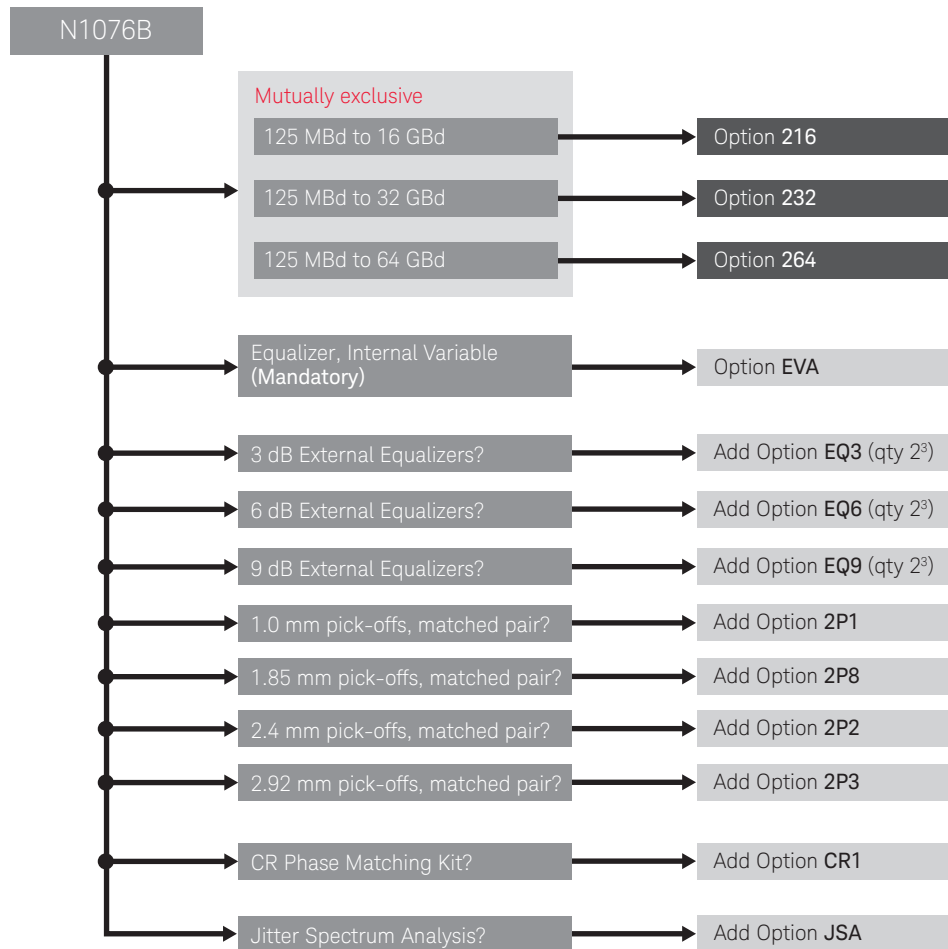 N1076B
Mutually exclusive
125 MBd to 16 GBd
Option 216
125 MBd to 32 GBd
Option 232
125 MBd to 64 GBd
Option 264
Equalizer, Internal Variable
(Mandatory)
Option EVA
3 dB External Equalizers?
Add Option EQ3 (qty 2³)
6 dB External Equalizers?
Add Option EQ6 (qty 2³)
9 dB External Equalizers?
Add Option EQ9 (qty 2³)
1.0 mm pick-offs, matched pair?
Add Option 2P1
1.85 mm pick-offs, matched pair?
Add Option 2P8
2.4 mm pick-offs, matched pair?
Add Option 2P2
2.92 mm pick-offs, matched pair?
Add Option 2P3
CR Phase Matching Kit?
Add Option CR1
Jitter Spectrum Analysis?
Add Option JSA